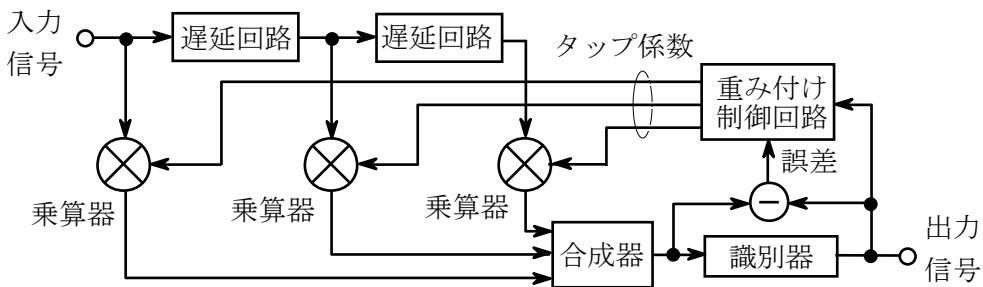 入力
信号
遅延回路
遅延回路
タップ係数
重み付け
制御回路
誤差
乗算器
乗算器
乗算器
−
合成器
識別器
出力
信号